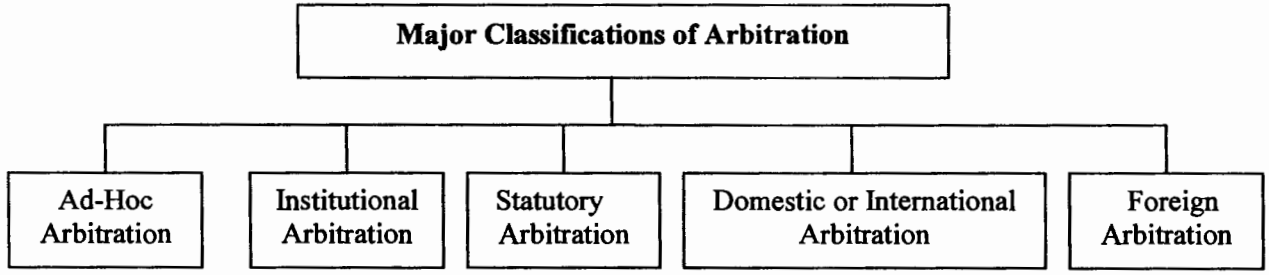 Major Classifications of Arbitration
Ad-Hoc
Arbitration
Institutional
Arbitration
Statutory
Arbitration
Domestic or International
Arbitration
Foreign
Arbitration